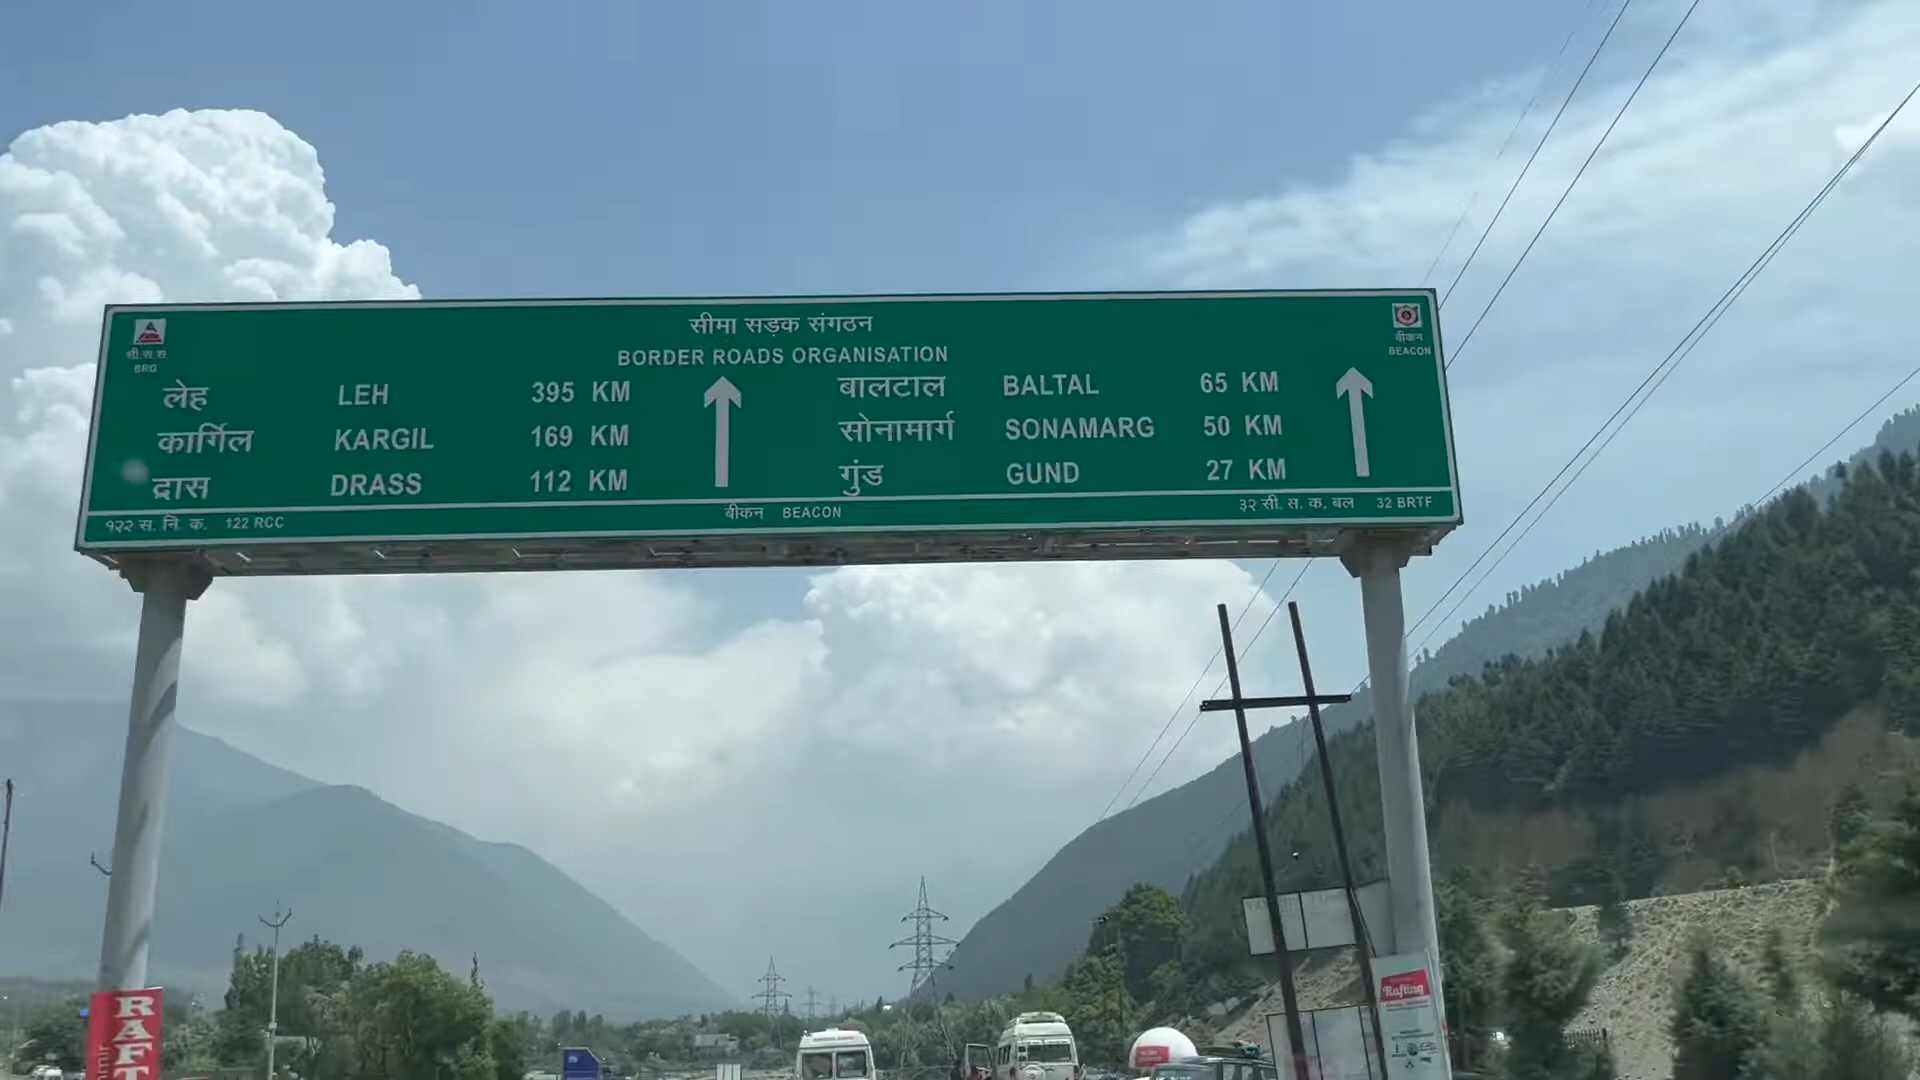 सीमा सड़क संगठन
BORDER ROADS ORGANISATION
सी.स.स
BRO
बीकन
BEACON
लेह LEH 395 KM
कार्गिल KARGIL 169 KM
द्रास DRASS 112 KM
बालटाल BALTAL 65 KM
सोनामार्ग SONAMARG 50 KM
गुंड GUND 27 KM
१२२ स. नि. क. 122 RCC
बीकन BEACON
३२ सी. स. क. बल 32 BRTF
RAFT
Rafting